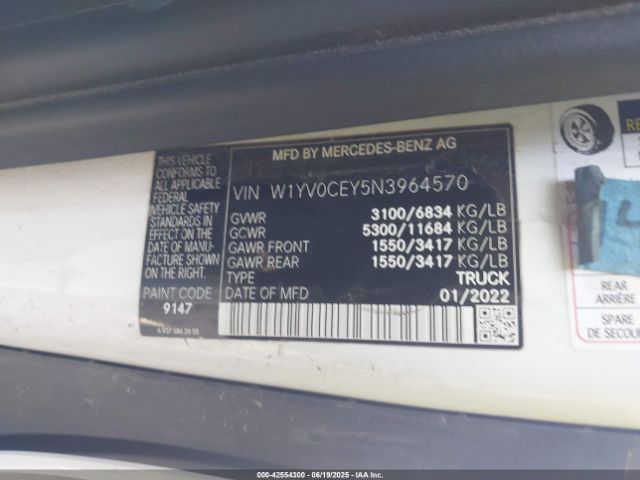 THIS VEHICLE
CONFORMS TO
ALL APPLICABLE
FEDERAL
VEHICLE SAFETY
STANDARDS IN
EFFECT ON THE
DATE OF MANU-
FACTURE SHOWN
ON THE RIGHT.
PAINT CODE
9147
MFD BY MERCEDES-BENZ AG
VIN W1YV0CEY5N3964570
GVWR 3100/6834 KG/LB
GCWR 5300/11684 KG/LB
GAWR FRONT 1550/3417 KG/LB
GAWR REAR 1550/3417 KG/LB
TYPE TRUCK
DATE OF MFD 01/2022
REAR
ARRIÈRE
SPARE
DE SECOU
000-42554300 - 06/19/2025 - IAAI.com